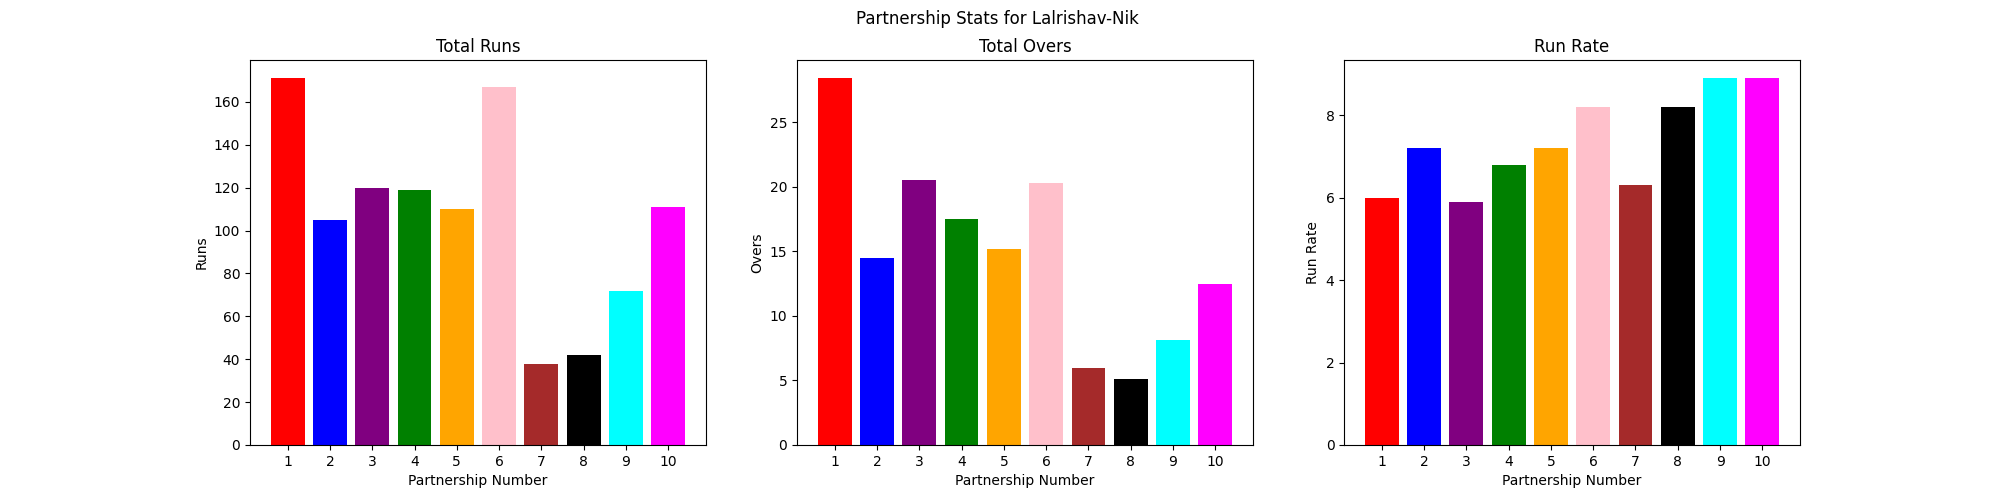 Partnership Stats for Lalrishav-Nik
Total Runs
Runs
160
140
120
100
80
60
40
20
0
1 2 3 4 5 6 7 8 9 10
Partnership Number
Total Overs
Overs
25
20
15
10
5
0
1 2 3 4 5 6 7 8 9 10
Partnership Number
Run Rate
Run Rate
8
6
4
2
0
1 2 3 4 5 6 7 8 9 10
Partnership Number